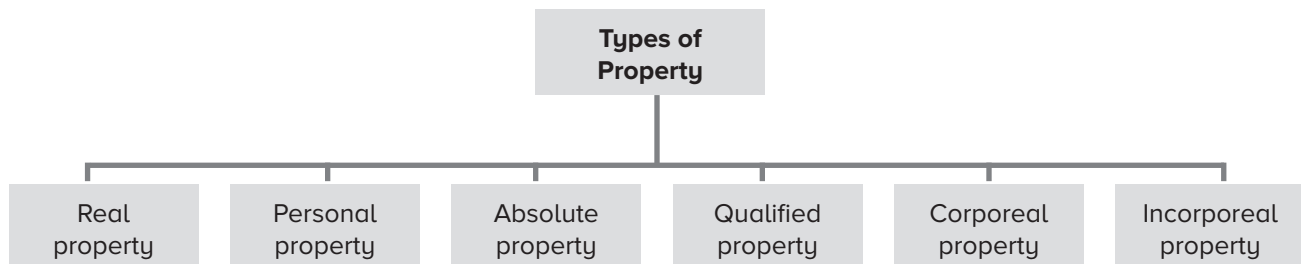 Types of
Property
Real
property
Personal
property
Absolute
property
Qualified
property
Corporeal
property
Incorporeal
property